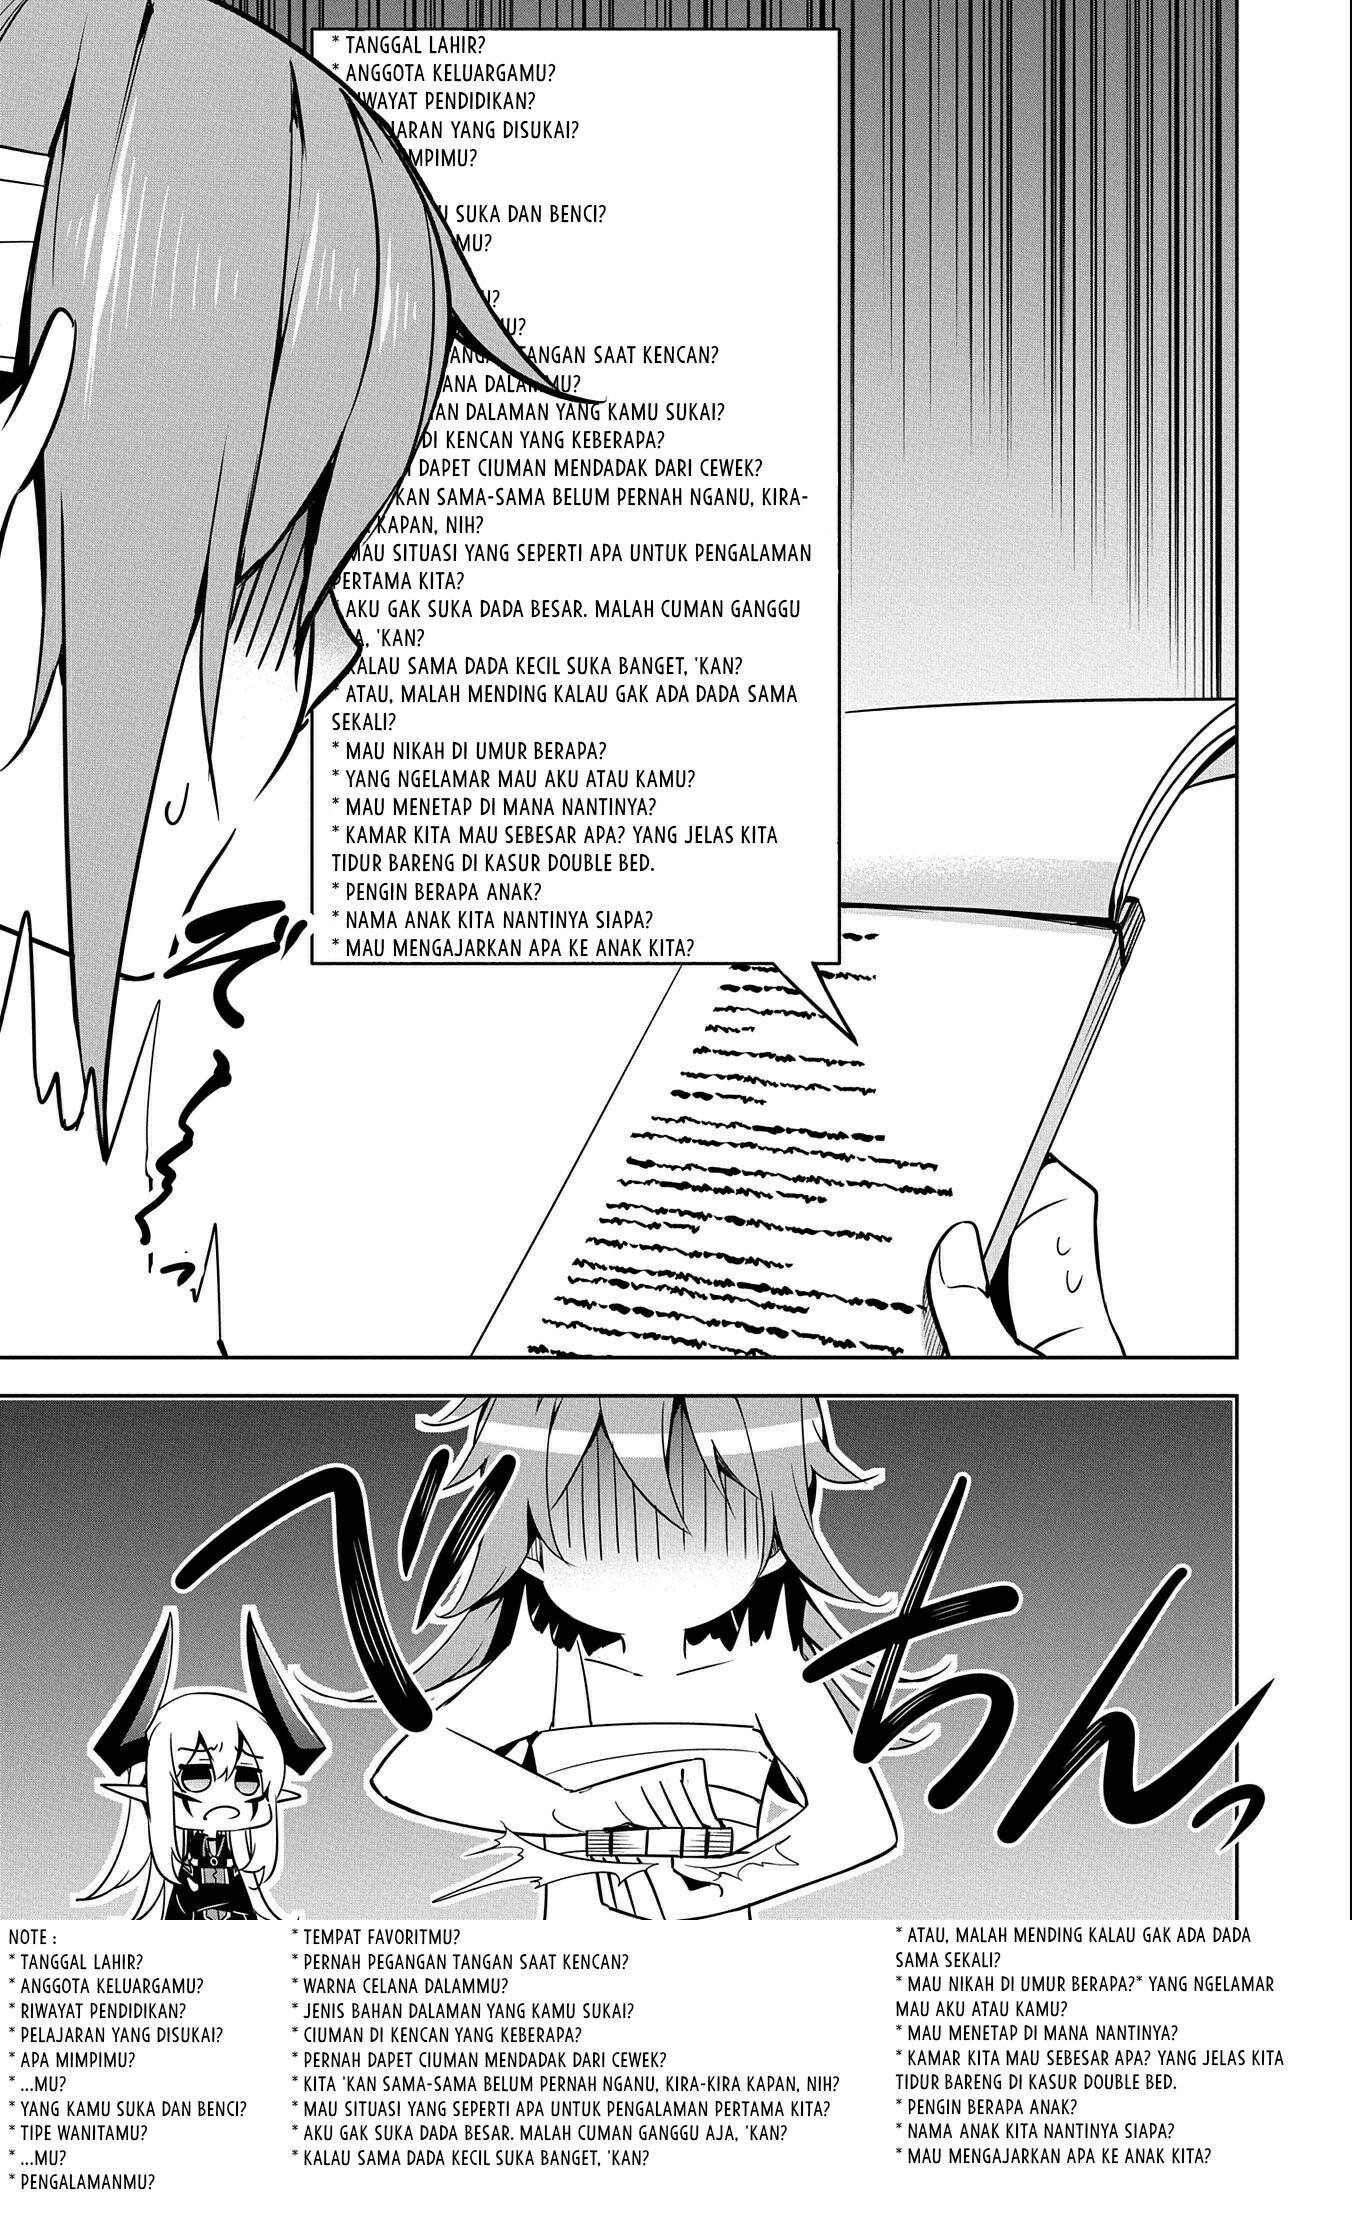 * TANGGAL LAHIR?
* ANGGOTA KELUARGAMU?
PENDIDIKAN?
YANG DISUKAI?
SUKA DAN BENCI?
TANGAN SAAT KENCAN?
DALAMMU?
DALAMAN YANG KAMU SUKAI?
DI KENCAN YANG KEBERAPA?
DAPET CIUMAN MENDADAK DARI CEWEK?
KAN SAMA-SAMA BELUM PERNAH NGANU, KIRA-
KAPAN, NIH?
MAU SITUASI YANG SEPERTI APA UNTUK PENGALAMAN
PERTAMA KITA?
AKU GAK SUKA DADA BESAR. MALAH CUMAN GANGGU
'KAN?
KALAU SAMA DADA KECIL SUKA BANGET, 'KAN?
* ATAU, MALAH MENDING KALAU GAK ADA DADA SAMA
SEKALI?
* MAU NIKAH DI UMUR BERAPA?
* YANG NGELAMAR MAU AKU ATAU KAMU?
* MAU MENETAP DI MANA NANTINYA?
* KAMAR KITA MAU SEBESAR APA? YANG JELAS KITA
TIDUR BARENG DI KASUR DOUBLE BED.
* PENGIN BERAPA ANAK?
* NAMA ANAK KITA NANTINYA SIAPA?
* MAU MENGAJARKAN APA KE ANAK KITA?
ぞ
べぢんっ
NOTE :
* TANGGAL LAHIR?
* ANGGOTA KELUARGAMU?
* RIWAYAT PENDIDIKAN?
* PELAJARAN YANG DISUKAI?
* APA MIMPIMU?
* ...MU?
* YANG KAMU SUKA DAN BENCI?
* TIPE WANITAMU?
* ...MU?
* PENGALAMANMU?
* TEMPAT FAVORITMU?
* PERNAH PEGANGAN TANGAN SAAT KENCAN?
* WARNA CELANA DALAMMU?
* JENIS BAHAN DALAMAN YANG KAMU SUKAI?
* CIUMAN DI KENCAN YANG KEBERAPA?
* PERNAH DAPET CIUMAN MENDADAK DARI CEWEK?
* KITA 'KAN SAMA-SAMA BELUM PERNAH NGANU, KIRA-KIRA KAPAN, NIH?
* MAU SITUASI YANG SEPERTI APA UNTUK PENGALAMAN PERTAMA KITA?
* AKU GAK SUKA DADA BESAR. MALAH CUMAN GANGGU AJA, 'KAN?
* KALAU SAMA DADA KECIL SUKA BANGET, 'KAN?
* ATAU, MALAH MENDING KALAU GAK ADA DADA
SAMA SEKALI?
* MAU NIKAH DI UMUR BERAPA?* YANG NGELAMAR
MAU AKU ATAU KAMU?
* MAU MENETAP DI MANA NANTINYA?
* KAMAR KITA MAU SEBESAR APA? YANG JELAS KITA
TIDUR BARENG DI KASUR DOUBLE BED.
* PENGIN BERAPA ANAK?
* NAMA ANAK KITA NANTINYA SIAPA?
* MAU MENGAJARKAN APA KE ANAK KITA?